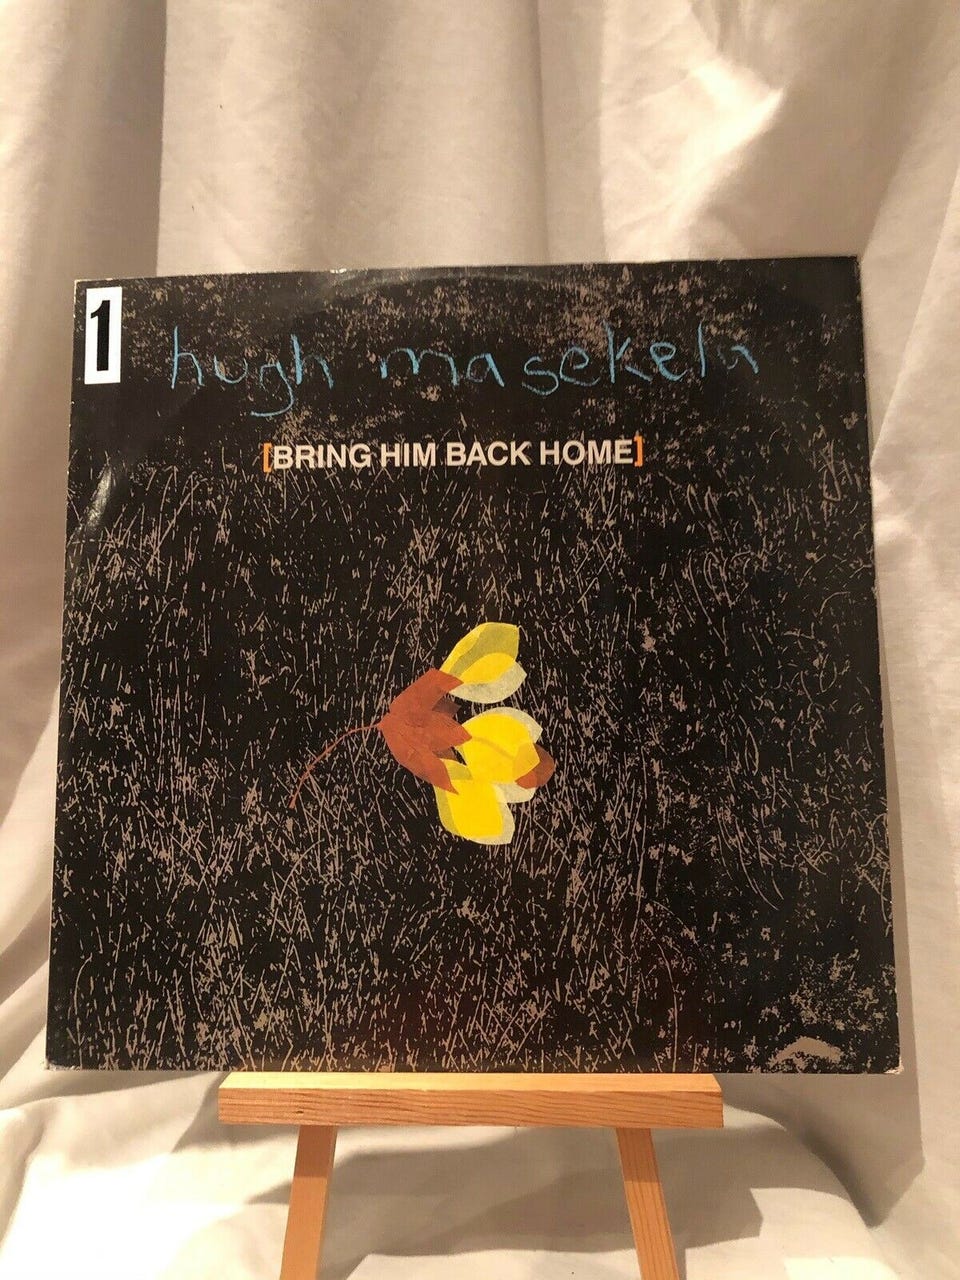 1
hugh masekela
[BRING HIM BACK HOME]